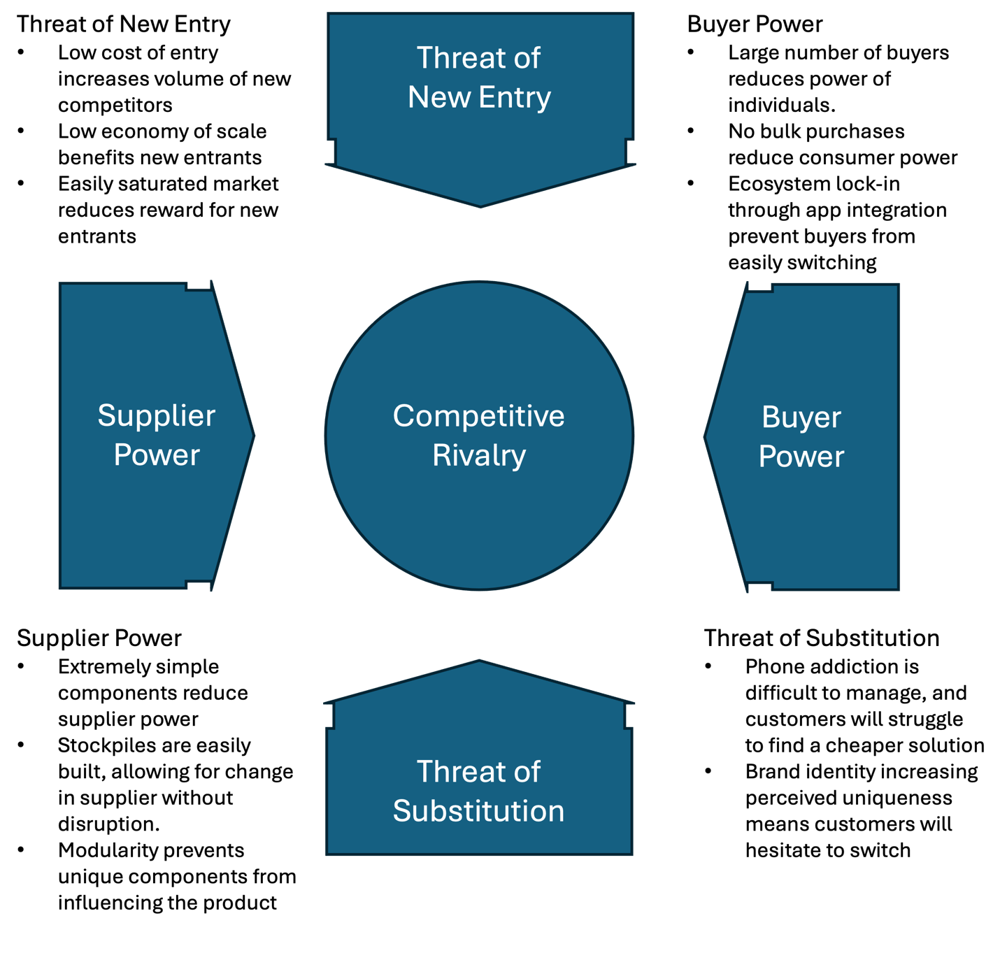 Threat of New Entry
• Low cost of entry
increases volume of new
competitors
• Low economy of scale
benefits new entrants
• Easily saturated market
reduces reward for new
entrants
Threat of
New Entry
Buyer Power
• Large number of buyers
reduces power of
individuals.
• No bulk purchases
reduce consumer power
• Ecosystem lock-in
through app integration
prevent buyers from
easily switching
Supplier
Power
Competitive
Rivalry
Buyer
Power
Supplier Power
• Extremely simple
components reduce
supplier power
• Stockpiles are easily
built, allowing for change
in supplier without
disruption.
• Modularity prevents
unique components from
influencing the product
Threat of
Substitution
Threat of Substitution
• Phone addiction is
difficult to manage, and
customers will struggle
to find a cheaper solution
• Brand identity increasing
perceived uniqueness
means customers will
hesitate to switch